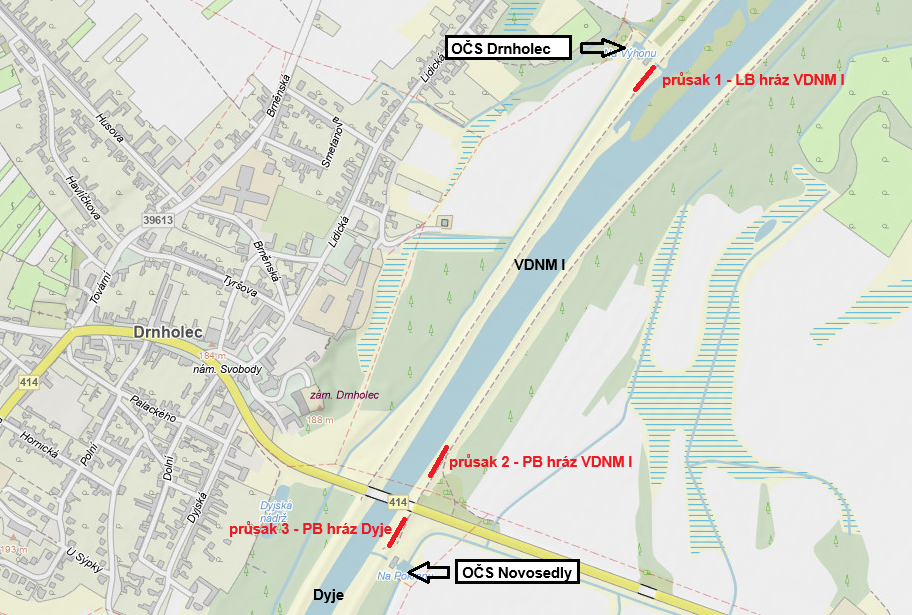 OČS Drnholec
Na Výhonu
průsak 1 - LB hráz VDNM I
Lidická
Brněnská
Husova
Smetanova
Havlíčkova
39613
Lidická
Brněnská
VDNM I
Tovární
Tyršova
Drnholec
184 m
nám. Svobody
414
zám. Drnholec
188 m
Palackého
Hornická
Polní
Dolní
průsak 2 - PB hráz VDNM I
Dyjská
414
Dyjská
nádrž
průsak 3 - PB hráz Dyje
193 m
U Sýpky
OČS Novosedly
Dyje